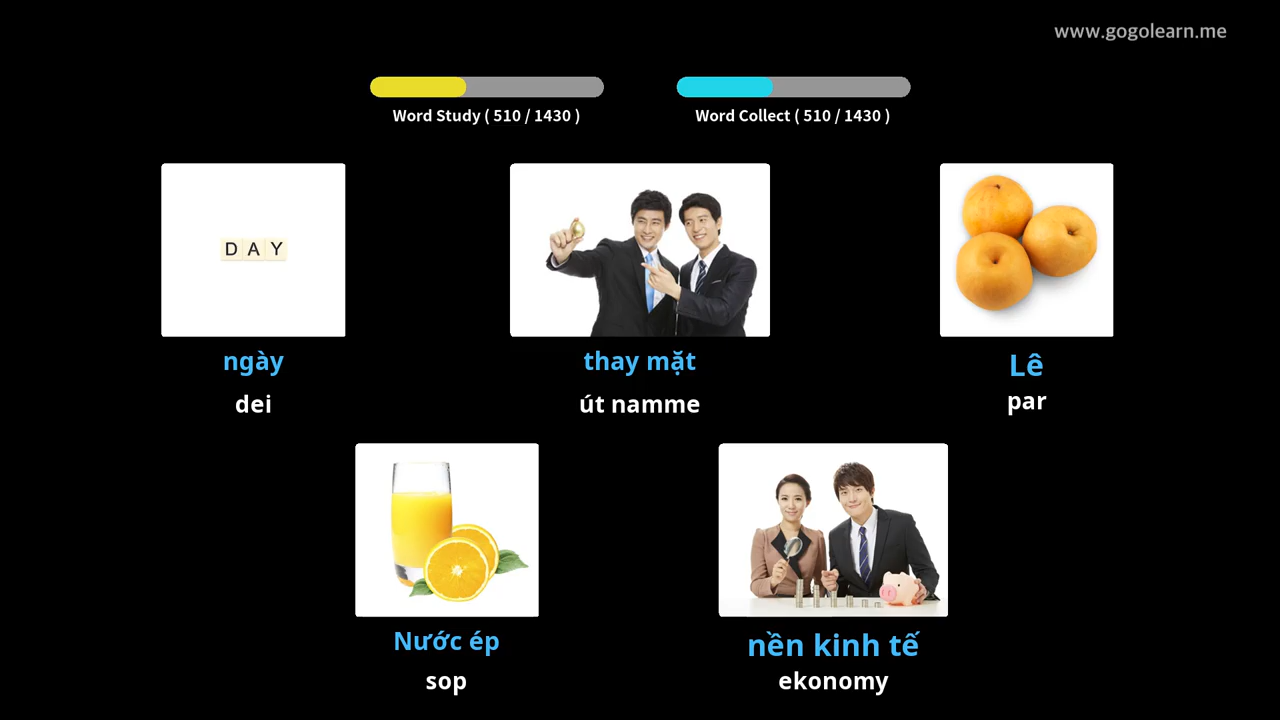 www.gogolearn.me
Word Study ( 510 / 1430 )
Word Collect ( 510 / 1430 )
DAY
ngày
dei
thay mặt
út namme
Lê
par
Nước ép
sop
nền kinh tế
ekonomy